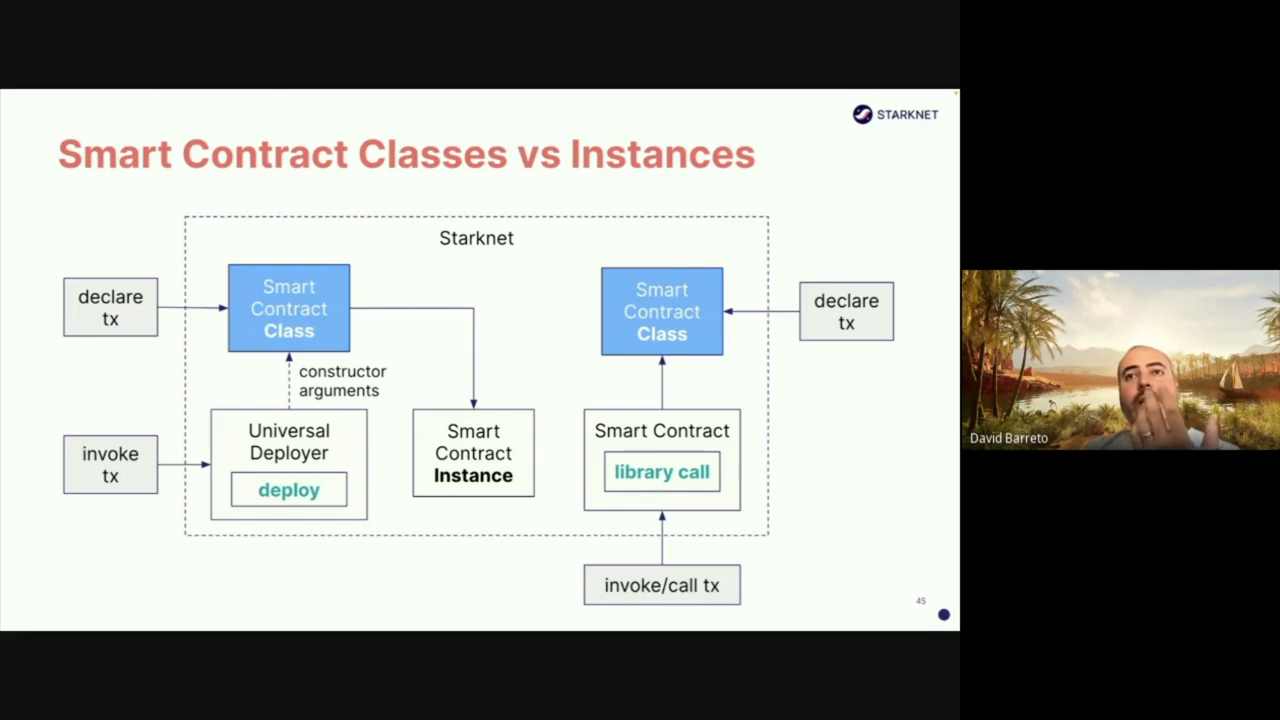 STARKNET
Smart Contract Classes vs Instances
Starknet
declare
tx
Smart
Contract
Class
Smart
Contract
Class
declare
tx
constructor
arguments
invoke
tx
Universal
Deployer
deploy
Smart
Contract
Instance
Smart Contract
library call
invoke/call tx
45
David Barreto